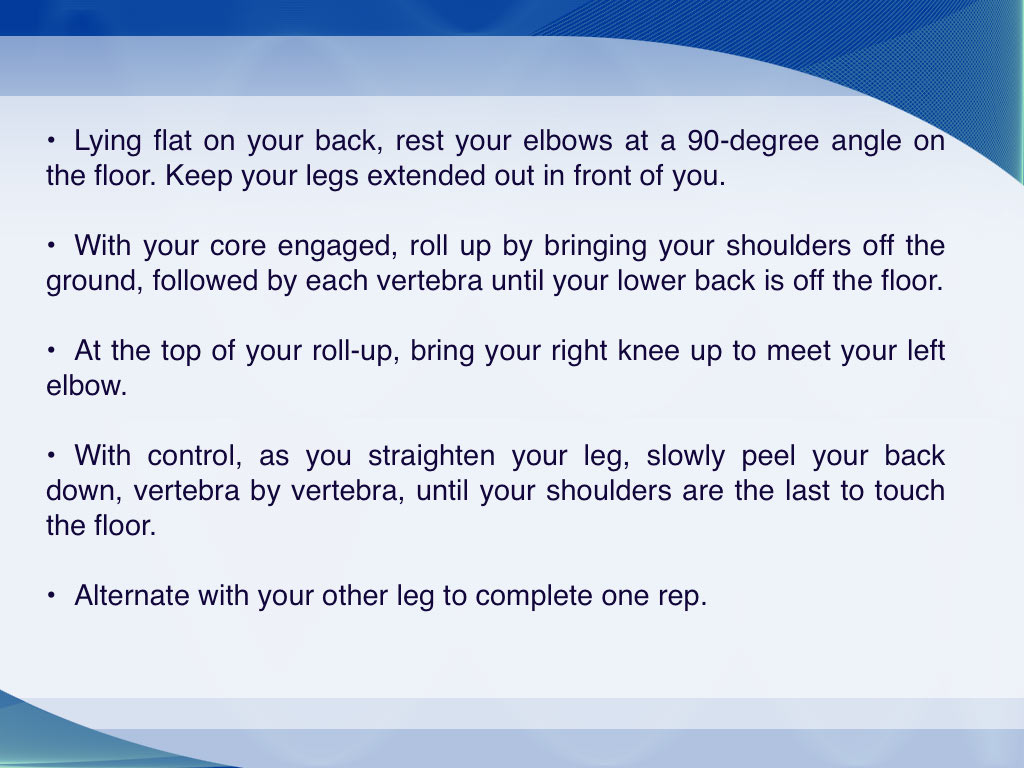 • Lying flat on your back, rest your elbows at a 90-degree angle on
the floor. Keep your legs extended out in front of you.
• With your core engaged, roll up by bringing your shoulders off the
ground, followed by each vertebra until your lower back is off the floor.
• At the top of your roll-up, bring your right knee up to meet your left
elbow.
• With control, as you straighten your leg, slowly peel your back
down, vertebra by vertebra, until your shoulders are the last to touch
the floor.
• Alternate with your other leg to complete one rep.